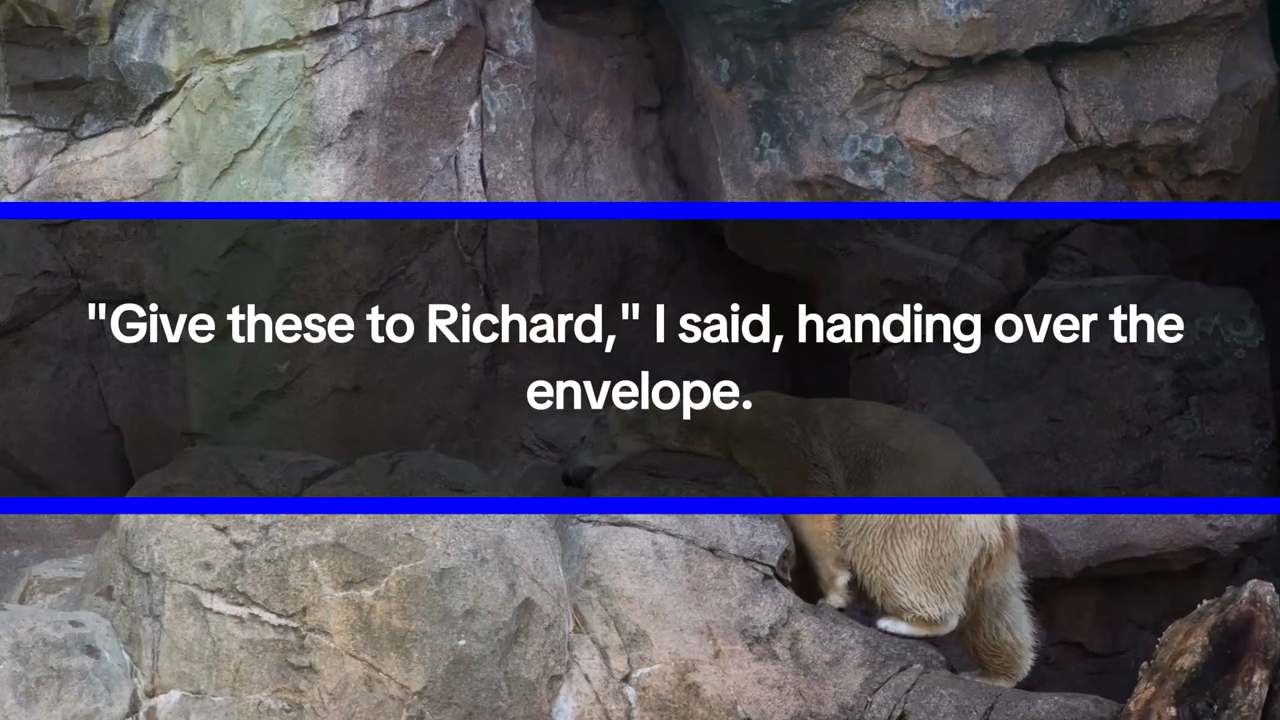 "Give these to Richard," I said, handing over the
envelope.